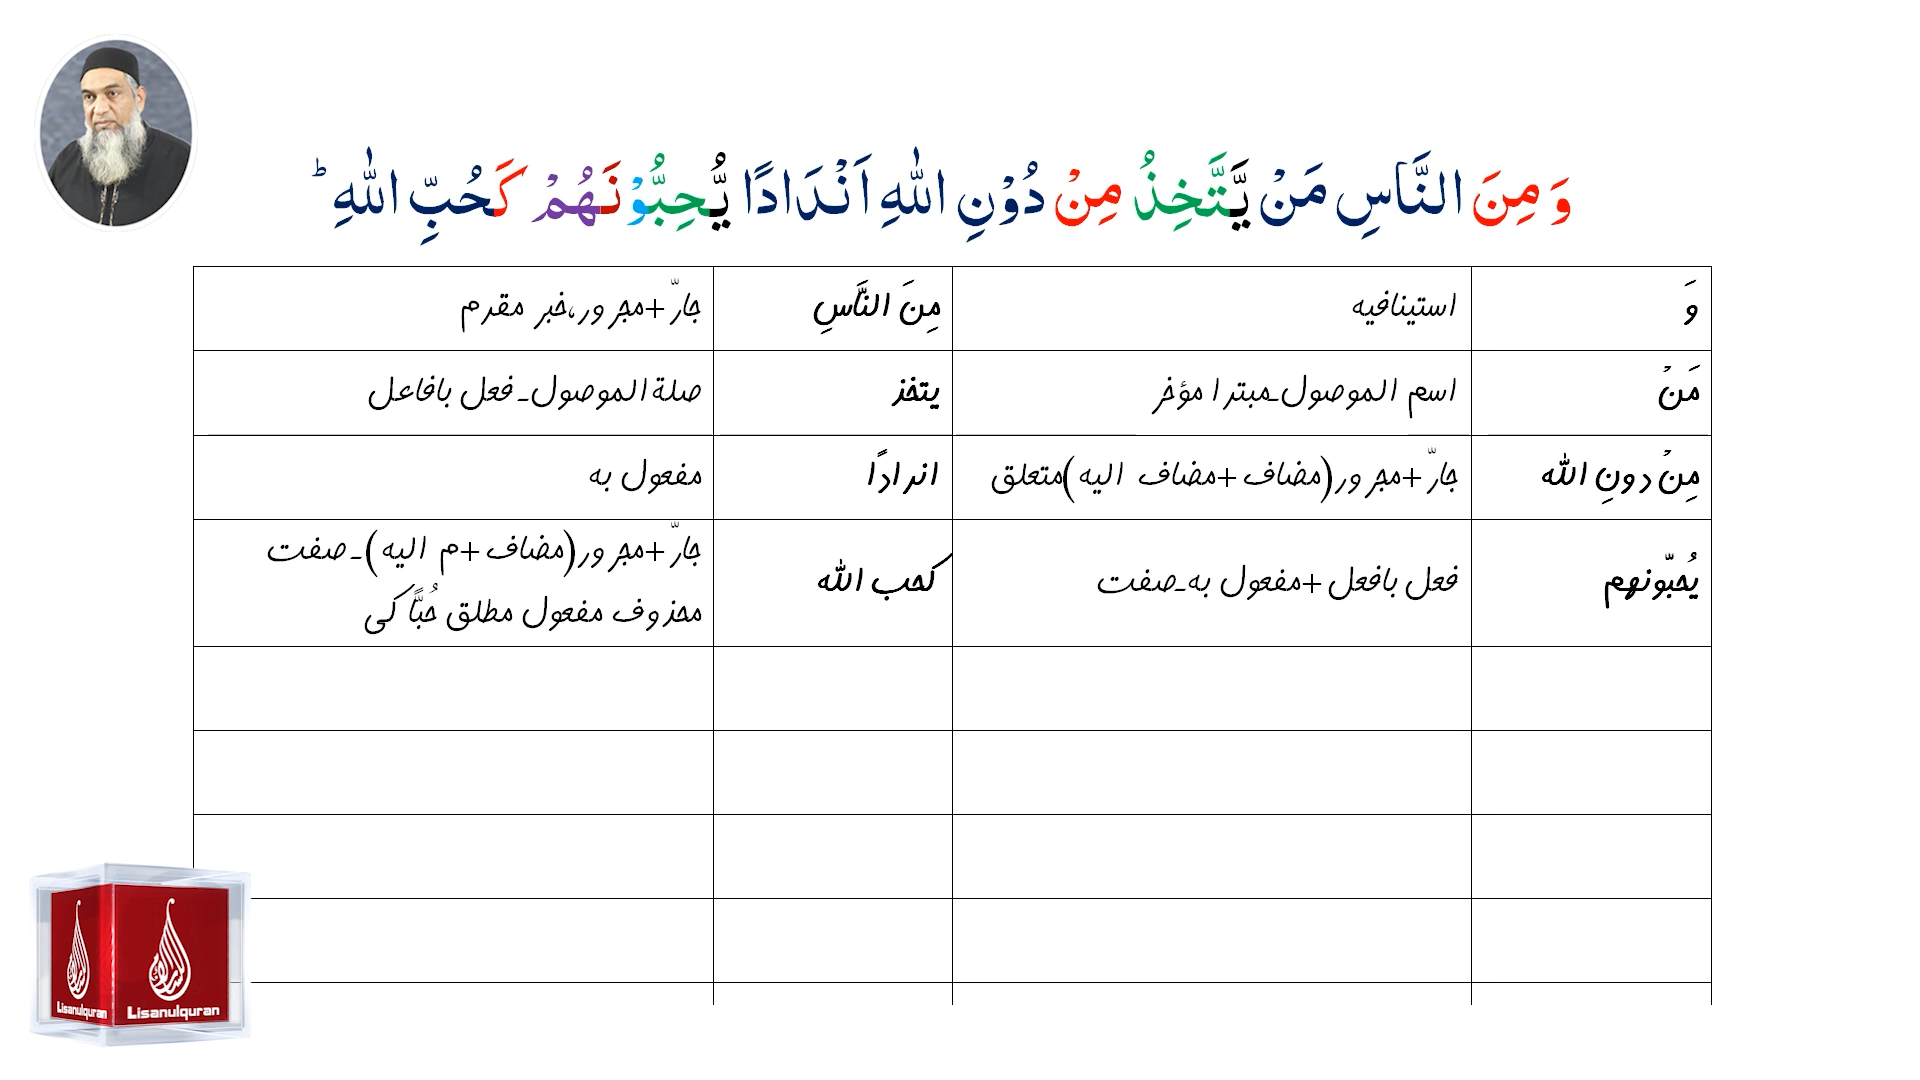 وَ مِنَ النَّاسِ مَنْ يَّتَّخِذُ مِنْ دُوْنِ اللّٰهِ اَنْدَادًا يُّحِبُّوْنَهُمْ كَحُبِّ اللّٰهِ ؕ
وَ استینافیه مِنَ النَّاسِ جارّ+مجرور،خبر مقدم
مَنْ اسم الموصول۔مبتدا مؤخر یتخذ صلة الموصول۔فعل بافاعل
مِنْ دونِ اللّٰه جارّ+مجرور(مضاف+مضاف الیه)متعلق اندادًا مفعول به
یُحبّونهم فعل بافعل+مفعول به۔صفت کحب اللّٰه جارّ+مجرور(مضاف+م الیه)۔صفت
محذوف مفعول مطلق حُبًّا کی
Lisanulquran Lisanulquran